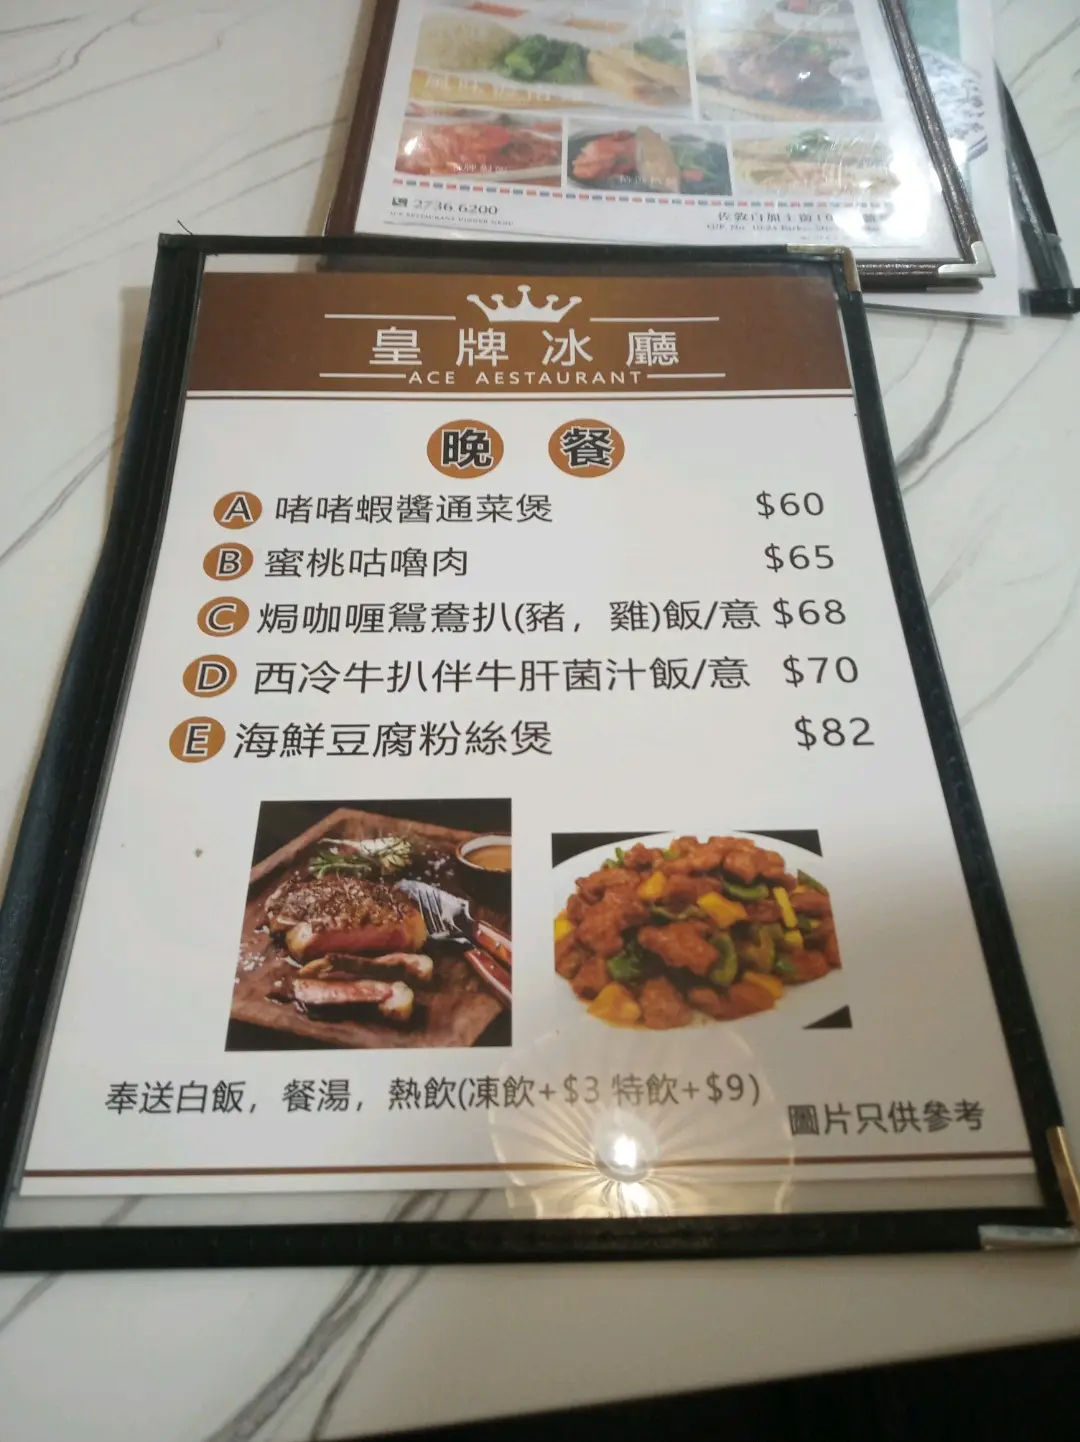 2736 6200
皇牌冰廳
ACE AESTAURANT
晚餐
A 啫啫蝦醬通菜煲 $60
B 蜜桃咕嚕肉 $65
C 焗咖喱鴛鴦扒(豬，雞)飯/意 $68
D 西冷牛扒伴牛肝菌汁飯/意 $70
E 海鮮豆腐粉絲煲 $82
奉送白飯，餐湯，熱飲(凍飲+$3 特飲+$9)
圖片只供參考